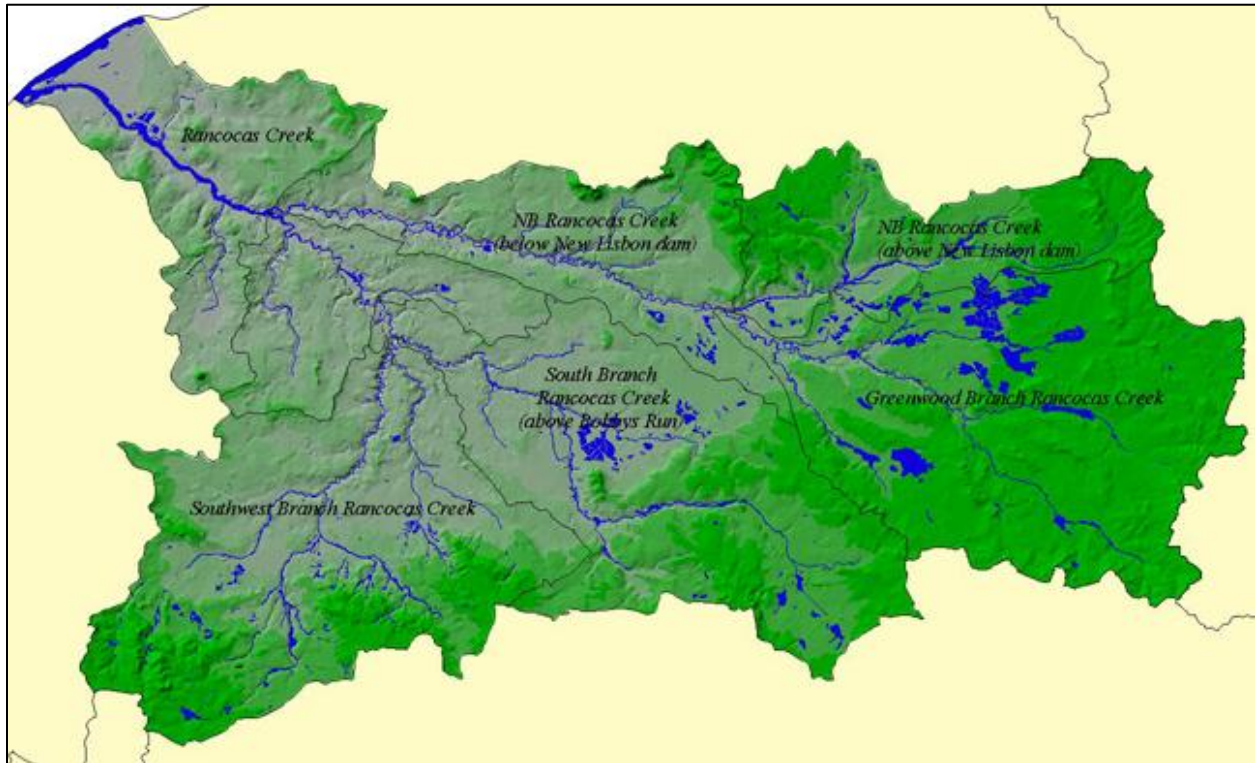 Rancocas Creek
NB Rancocas Creek
(below New Lisbon dam)
NB Rancocas Creek
(above New Lisbon dam)
South Branch
Rancocas Creek
(above Bobbys Run)
Greenwood Branch Rancocas Creek
Southwest Branch Rancocas Creek